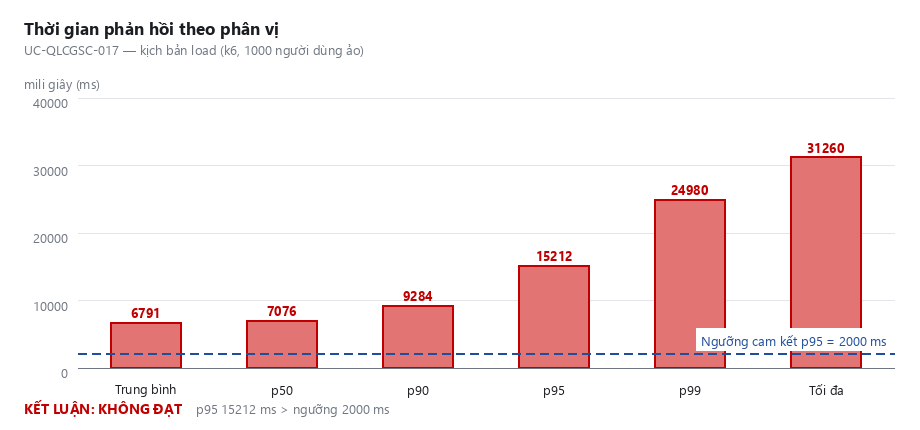 Thời gian phản hồi theo phân vị
UC-QLCGSC-017 — kịch bản load (k6, 1000 người dùng ảo)
mili giây (ms)
40000
30000
20000
10000
0
6791
7076
9284
15212
24980
31260
Ngưỡng cam kết p95 = 2000 ms
Trung bình
p50
p90
p95
p99
Tối đa
KẾT LUẬN: KHÔNG ĐẠT p95 15212 ms > ngưỡng 2000 ms